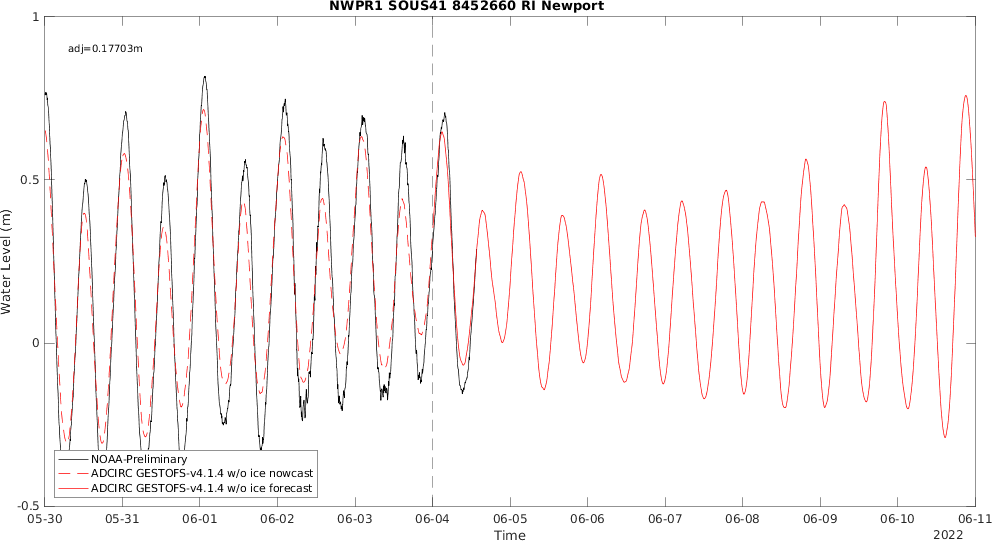 NWPR1 SOUS41 8452660 RI Newport
adj=0.17703m
1
0.5
0
-0.5
Water Level (m)
NOAA-Preliminary
ADCIRC GESTOFS-v4.1.4 w/o ice nowcast
ADCIRC GESTOFS-v4.1.4 w/o ice forecast
05-30 05-31 06-01 06-02 06-03 06-04 06-05 06-06 06-07 06-08 06-09 06-10 06-11
Time
2022